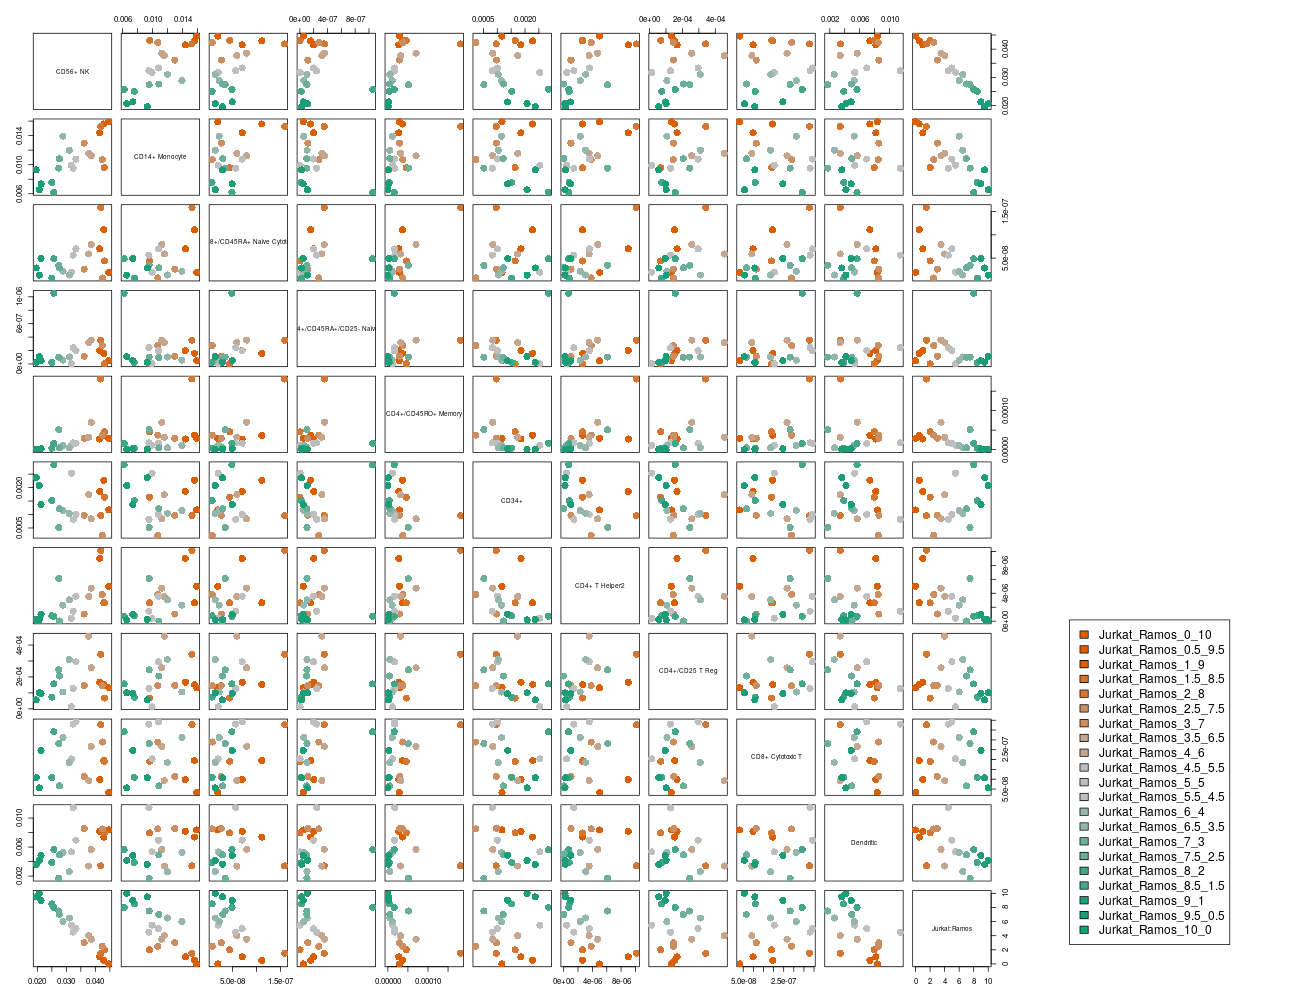 0.006 0.010 0.014 0e+00 4e-07 8e-07 0.0005 0.0020 0e+00 2e-04 4e-04 0.002 0.006 0.010
CD56+ NK
0.020 0.030 0.040
CD14+ Monocyte
0.006 0.010 0.014
8+/CD45RA+ Naive Cytot
5.0e-08 1.5e-07
4+/CD45RA+/CD25- Naiv
0e+00 6e-07 1e-06
CD4+/CD45RO+ Memory
0.00000 0.00010
CD34+
0.0005 0.0020
CD4+ T Helper2
0e+00 4e-06 8e-06
CD4+/CD25 T Reg
0e+00 2e-04 4e-04
CD8+ Cytotoxic T
5.0e-08 2.5e-07
Dendritic
0.002 0.006 0.010
Jurkat:Ramos
0 2 4 6 8 10
0.020 0.030 0.040 5.0e-08 1.5e-07 0.00000 0.00010 0e+00 4e-06 8e-06 5.0e-08 2.5e-07 0 2 4 6 8 10
Jurkat_Ramos_0_10
Jurkat_Ramos_0.5_9.5
Jurkat_Ramos_1_9
Jurkat_Ramos_1.5_8.5
Jurkat_Ramos_2_8
Jurkat_Ramos_2.5_7.5
Jurkat_Ramos_3_7
Jurkat_Ramos_3.5_6.5
Jurkat_Ramos_4_6
Jurkat_Ramos_4.5_5.5
Jurkat_Ramos_5_5
Jurkat_Ramos_5.5_4.5
Jurkat_Ramos_6_4
Jurkat_Ramos_6.5_3.5
Jurkat_Ramos_7_3
Jurkat_Ramos_7.5_2.5
Jurkat_Ramos_8_2
Jurkat_Ramos_8.5_1.5
Jurkat_Ramos_9_1
Jurkat_Ramos_9.5_0.5
Jurkat_Ramos_10_0